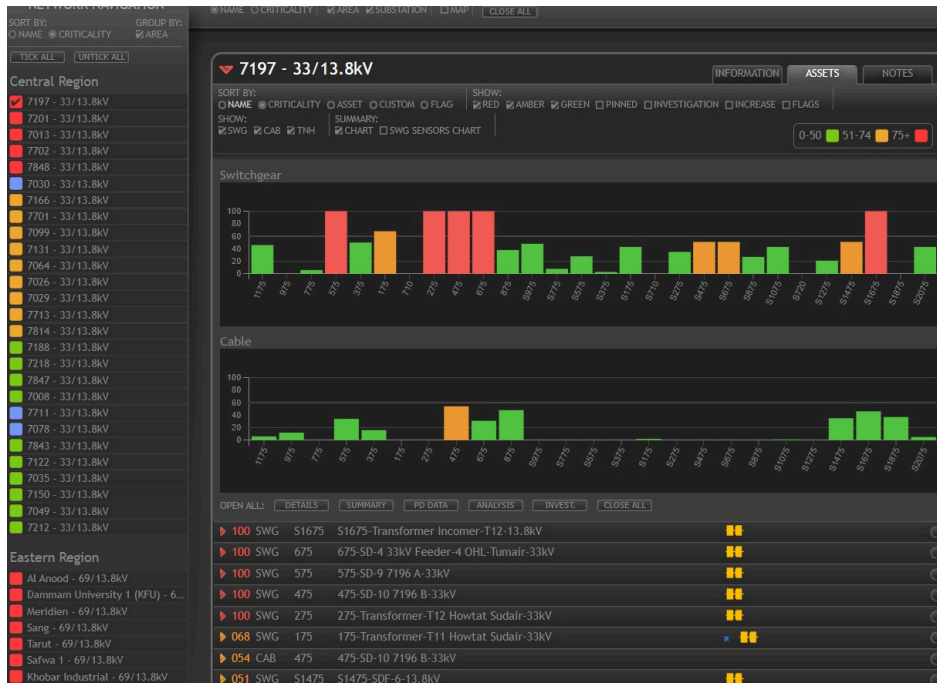 NETWORK NAVIGATION
SORT BY: GROUP BY:
NAME CRITICALITY AREA
TICK ALL UNTICK ALL
Central Region
7197 - 33/13.8kV
7201 - 33/13.8kV
7013 - 33/13.8kV
7702 - 33/13.8kV
7848 - 33/13.8kV
7030 - 33/13.8kV
7166 - 33/13.8kV
7701 - 33/13.8kV
7099 - 33/13.8kV
7131 - 33/13.8kV
7064 - 33/13.8kV
7026 - 33/13.8kV
7029 - 33/13.8kV
7713 - 33/13.8kV
7814 - 33/13.8kV
7188 - 33/13.8kV
7218 - 33/13.8kV
7847 - 33/13.8kV
7008 - 33/13.8kV
7711 - 33/13.8kV
7078 - 33/13.8kV
7843 - 33/13.8kV
7122 - 33/13.8kV
7035 - 33/13.8kV
7150 - 33/13.8kV
7049 - 33/13.8kV
7212 - 33/13.8kV
Eastern Region
Al Anood - 69/13.8kV
Dammam University 1 (KFU) - 6...
Meridien - 69/13.8kV
Sang - 69/13.8kV
Tarut - 69/13.8kV
Safwa 1 - 69/13.8kV
Khobar Industrial - 69/13.8kV
NAME CRITICALITY AREA SUBSTATION MAP CLOSE ALL
7197 - 33/13.8kV
INFORMATION ASSETS NOTES
SORT BY: SHOW:
NAME CRITICALITY ASSET CUSTOM FLAG RED AMBER GREEN PINNED INVESTIGATION INCREASE FLAGS
SHOW: SUMMARY:
SWG CAB TNH CHART SWG SENSORS CHART
0-50 51-74 75+
Switchgear
100
80
60
40
20
0
1175 975 775 575 375 175 710 275 475 675 875 S975 S775 S575 S375 S175 S710 S275 S475 S675 S875 S1075 S720 S1275 S1475 S1675 S1875 S2075
Cable
100
80
60
40
20
0
1175 975 775 575 375 175 275 475 675 875 S975 S775 S575 S375 S175 S275 S475 S675 S875 S1075 S1275 S1475 S1675 S1875 S2075
OPEN ALL: DETAILS SUMMARY PD DATA ANALYSIS INVEST. CLOSE ALL
100 SWG S1675 S1675-Transformer Incomer-T12-13.8kV
100 SWG 675 675-SD-4 33kV Feeder-4 OHL-Tumair-33kV
100 SWG 575 575-SD-9 7196 A-33kV
100 SWG 475 475-SD-10 7196 B-33kV
100 SWG 275 275-Transformer-T12 Howtat Sudair-33kV
068 SWG 175 175-Transformer-T11 Howtat Sudair-33kV
054 CAB 475 475-SD-10 7196 B-33kV
051 SWG S1475 S1475-SDF-6-13.8kV